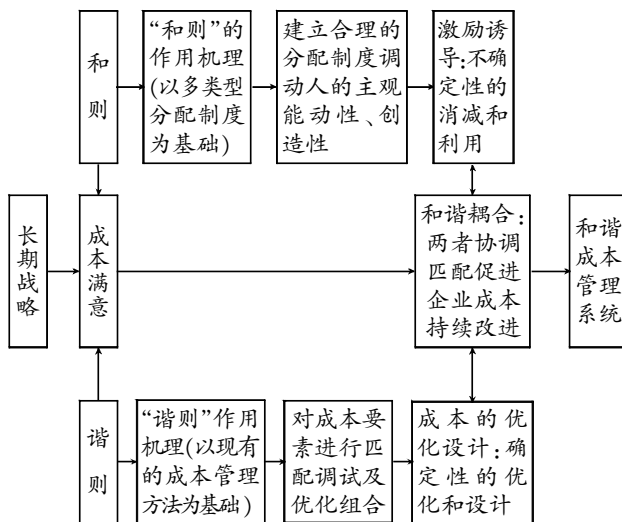 和
则
“和则”的
作用机理
(以多类型
分配制度
为基础)
建立合理的
分配制度调
动人的主观
能动性、创
造性
激励诱
导:不确
定性的
消减和
利用
长
期
战
略
成
本
满
意
和谐耦合:
两者协调
匹配促进
企业成本
持续改进
和谐
成本
管理
系统
谐
则
“谐则”作用
机理(以现有
的成本管理
方法为基础)
对成本要
素进行匹
配调试及
优化组合
成本的优
化设计:确
定性的优
化和设计